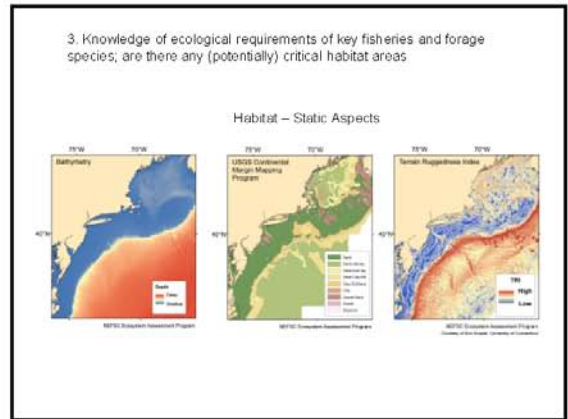 3. Knowledge of ecological requirements of key fisheries and forage
species; are there any (potentially) critical habitat areas
Habitat – Static Aspects
75°W 70°W
Bathymetry
40°N
Depth
Deep
Shallow
NEFSC Ecosystem Assessment Program
75°W 70°W
USGS Continental
Margin Mapping
Program
40°N
Sand
NEFSC Ecosystem Assessment Program
75°W 70°W
Terrain Ruggedness Index
40°N
TRI
High
Low
NEFSC Ecosystem Assessment Program